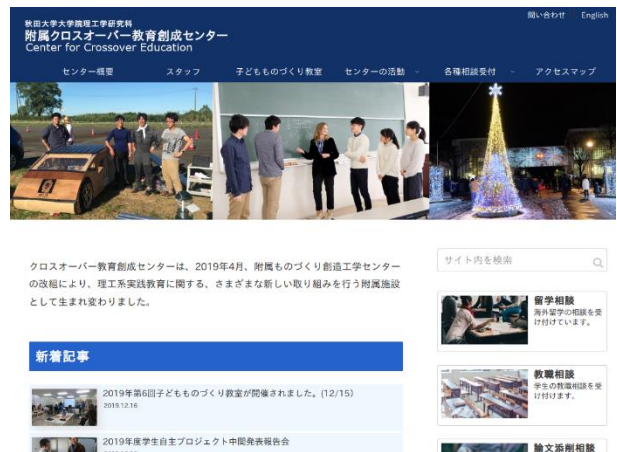 問い合わせ English
秋田大学大学院理工学研究科
附属クロスオーバー教育創成センター
Center for Crossover Education
センター概要 スタッフ 子どもものづくり教室 センターの活動 各種相談受付 アクセスマップ
クロスオーバー教育創成センターは、2019年4月、附属ものづくり創造工学センター
の改組により、理工系実践教育に関する、さまざまな新しい取り組みを行う附属施設
として生まれ変わりました。
新着記事
2019年第6回子どもものづくり教室が開催されました。(12/15)
2019.12.16
2019年度学生自主プロジェクト中間発表報告会
サイト内を検索
留学相談
海外留学の相談を受
け付けています。
教職相談
学生の教職相談を受
け付けます。
論文添削相談